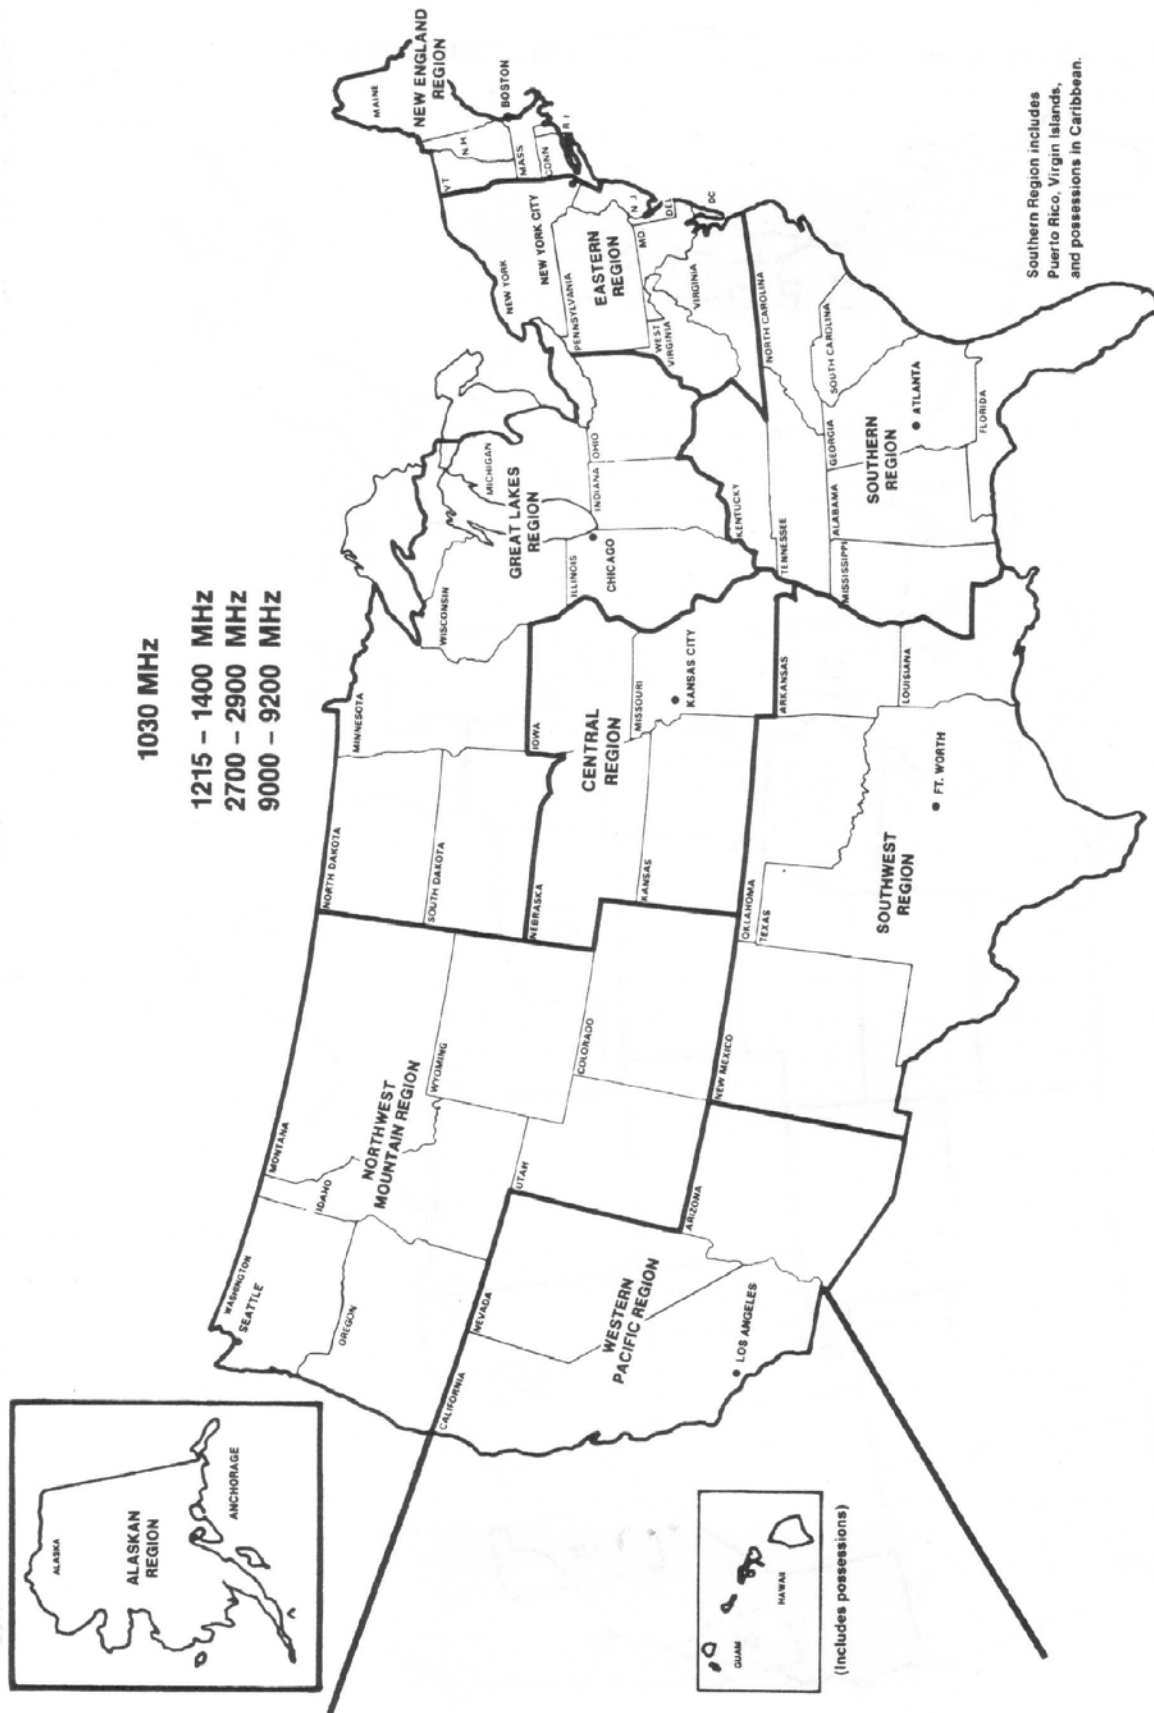 1030 MHz
1215 – 1400 MHz
2700 – 2900 MHz
9000 – 9200 MHz
ALASKA
ALASKAN
REGION
ANCHORAGE
WASHINGTON
SEATTLE
OREGON
IDAHO
MONTANA
NORTHWEST
MOUNTAIN REGION
WYOMING
UTAH
COLORADO
CALIFORNIA
NEVADA
WESTERN
PACIFIC REGION
LOS ANGELES
ARIZONA
GUAM
HAWAII
(Includes possessions)
NORTH DAKOTA
SOUTH DAKOTA
MINNESOTA
WISCONSIN
MICHIGAN
GREAT LAKES
REGION
ILLINOIS
CHICAGO
INDIANA
OHIO
NEBRASKA
IOWA
CENTRAL
REGION
KANSAS
MISSOURI
KANSAS CITY
NEW MEXICO
OKLAHOMA
TEXAS
ARKANSAS
LOUISIANA
SOUTHWEST
REGION
FT. WORTH
KENTUCKY
TENNESSEE
NORTH CAROLINA
SOUTH CAROLINA
MISSISSIPPI
ALABAMA
GEORGIA
SOUTHERN
REGION
ATLANTA
FLORIDA
NEW YORK
NEW YORK CITY
PENNSYLVANIA
EASTERN
REGION
N J
DEL
MD
DC
WEST
VIRGINIA
VIRGINIA
MAINE
NEW ENGLAND
REGION
VT
N.H
BOSTON
MASS
CONN
R I
Southern Region includes
Puerto Rico, Virgin Islands,
and possessions in Caribbean.